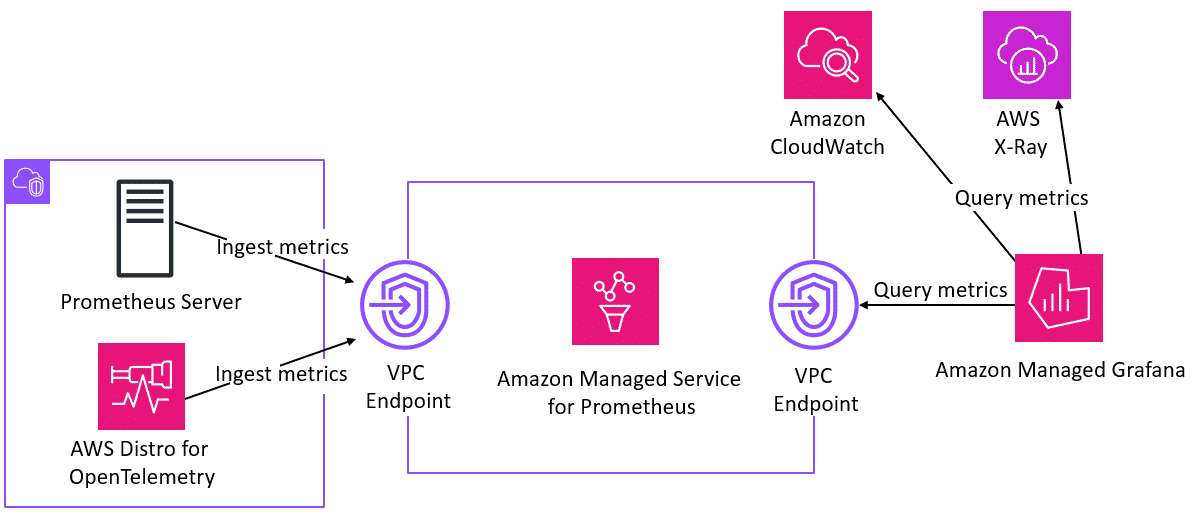 Amazon
CloudWatch
AWS
X-Ray
Query metrics
Ingest metrics
Prometheus Server
Query metrics
Ingest metrics
VPC
Endpoint
Amazon Managed Service
for Prometheus
VPC
Endpoint
Amazon Managed Grafana
AWS Distro for
OpenTelemetry